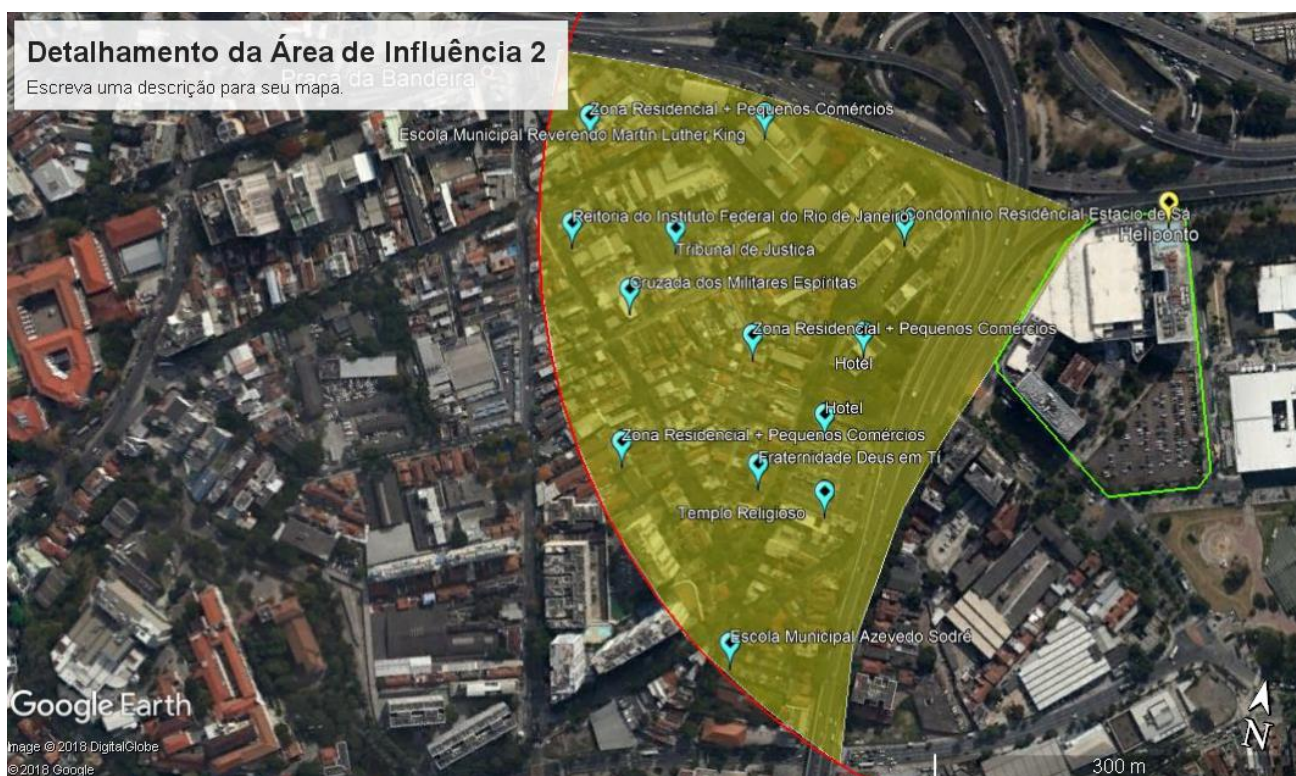 Detalhamento da Área de Influência 2
Praça da Bandeira
Escreva uma descrição para seu mapa.
Zona Residencial + Pequenos Comércios
Escola Municipal Reverendo Martin Luther King
Reitoria do Instituto Federal do Rio de Janeiro
Condomínio Residêncial Estacio de Sá
Heliponto
Tribunal de Justica
Cruzada dos Militares Espíritas
Zona Residencial + Pequenos Comércios
Hotel
Hotel
Zona Residencial + Pequenos Comércios
Fraternidade Deus em Ti
Templo Religioso
Escola Municipal Azevedo Sodré
Google Earth
Image © 2018 DigitalGlobe
© 2018 Google
N
300 m